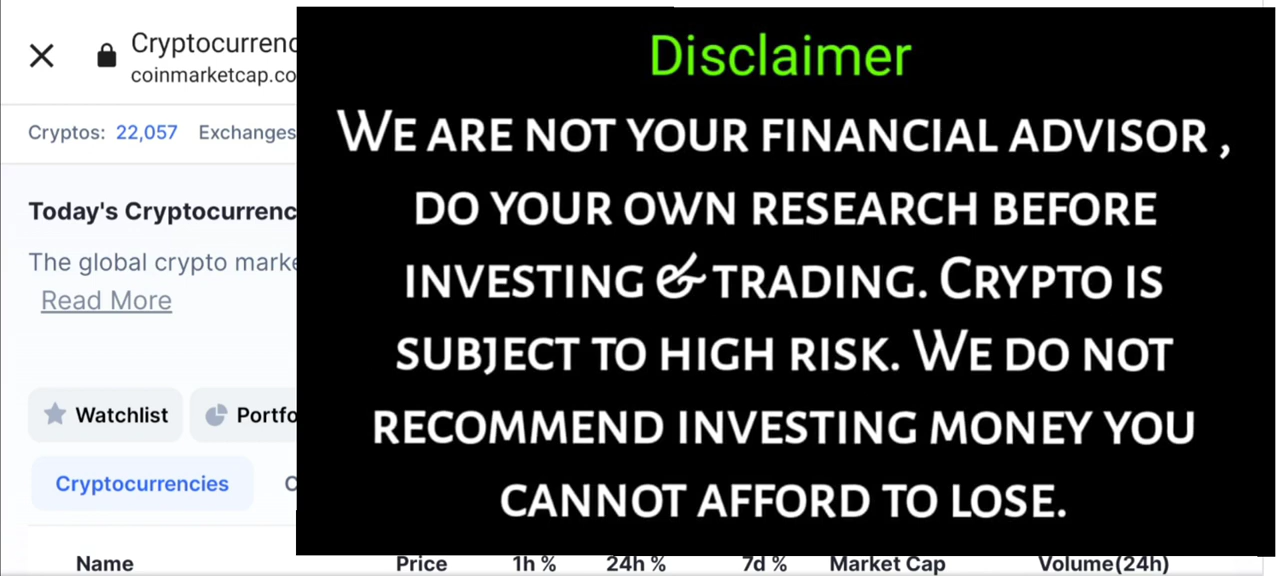 Cryptocurrenc
coinmarketcap.co
Cryptos: 22,057 Exchanges
Today's Cryptocurrenc
The global crypto marke
Read More
Watchlist Portfo
Cryptocurrencies
Disclaimer
WE ARE NOT YOUR FINANCIAL ADVISOR ,
DO YOUR OWN RESEARCH BEFORE
INVESTING & TRADING. CRYPTO IS
SUBJECT TO HIGH RISK. WE DO NOT
RECOMMEND INVESTING MONEY YOU
CANNOT AFFORD TO LOSE.
Name Price 1h % 24h % 7d % Market Cap Volume(24h)